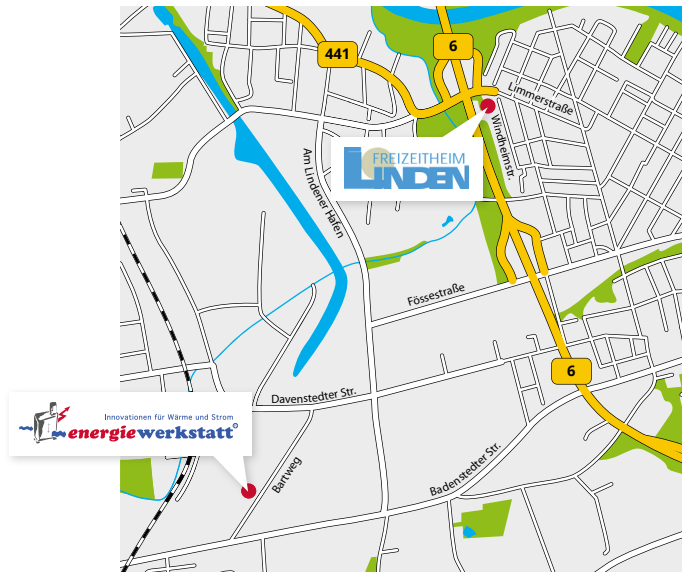 441
6
Limmerstraße
Windheimstr.
FREIZEITHEIM
LINDEN
Am Lindener Hafen
Fössestraße
6
Davenstedter Str.
Innovationen für Wärme und Strom
energiewerkstatt®
Bartweg
Badenstedter Str.